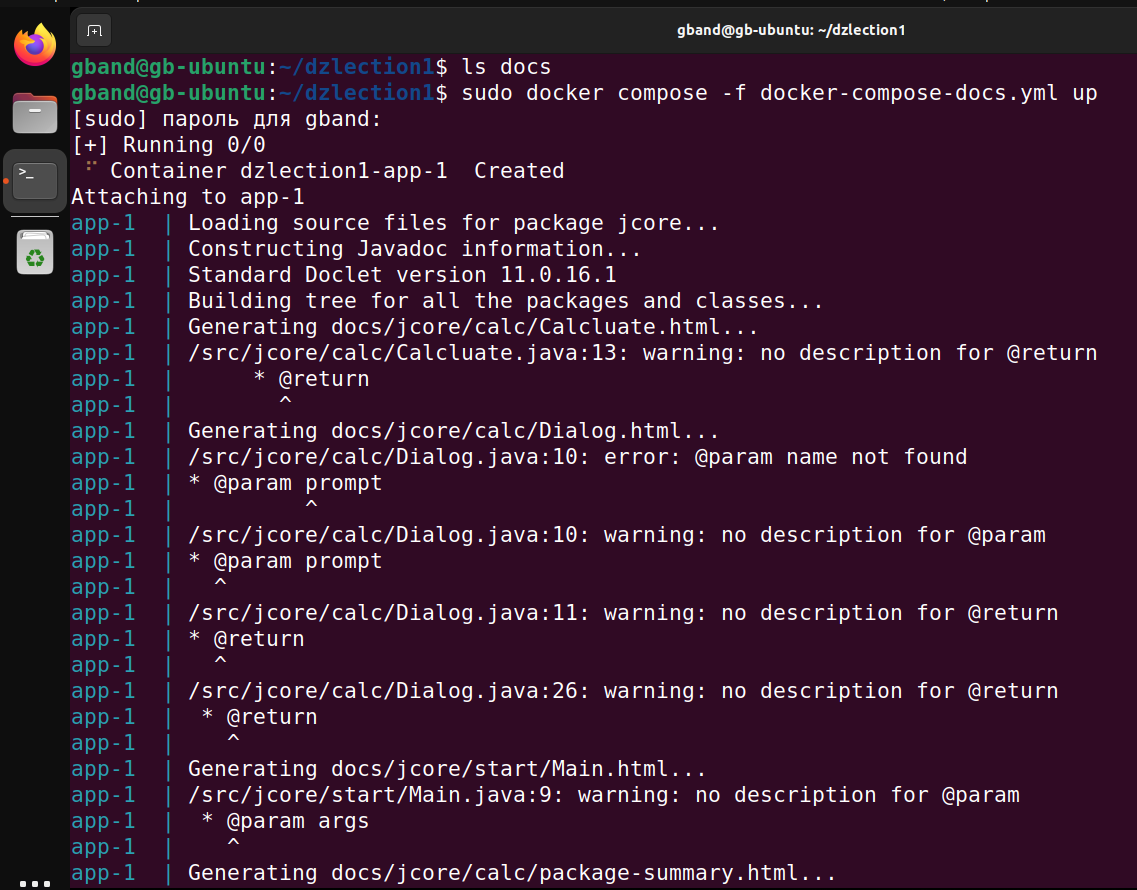 gband@gb-ubuntu: ~/dzlection1
gband@gb-ubuntu:~/dzlection1$ ls docs
gband@gb-ubuntu:~/dzlection1$ sudo docker compose -f docker-compose-docs.yml up
[sudo] пароль для gband:
[+] Running 0/0
⠋ Container dzlection1-app-1  Created
Attaching to app-1
app-1  | Loading source files for package jcore...
app-1  | Constructing Javadoc information...
app-1  | Standard Doclet version 11.0.16.1
app-1  | Building tree for all the packages and classes...
app-1  | Generating docs/jcore/calc/Calcluate.html...
app-1  | /src/jcore/calc/Calcluate.java:13: warning: no description for @return
app-1  |      * @return
app-1  |        ^
app-1  | Generating docs/jcore/calc/Dialog.html...
app-1  | /src/jcore/calc/Dialog.java:10: error: @param name not found
app-1  | * @param prompt
app-1  |          ^
app-1  | /src/jcore/calc/Dialog.java:10: warning: no description for @param
app-1  | * @param prompt
app-1  |   ^
app-1  | /src/jcore/calc/Dialog.java:11: warning: no description for @return
app-1  | * @return
app-1  |   ^
app-1  | /src/jcore/calc/Dialog.java:26: warning: no description for @return
app-1  |  * @return
app-1  |    ^
app-1  | Generating docs/jcore/start/Main.html...
app-1  | /src/jcore/start/Main.java:9: warning: no description for @param
app-1  |  * @param args
app-1  |    ^
app-1  | Generating docs/jcore/calc/package-summary.html...